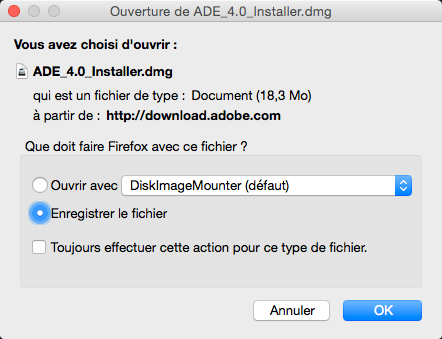 Ouverture de ADE_4.0_Installer.dmg
Vous avez choisi d'ouvrir :
ADE_4.0_Installer.dmg
qui est un fichier de type : Document (18,3 Mo)
à partir de : http://download.adobe.com
Que doit faire Firefox avec ce fichier ?
Ouvrir avec DiskImageMounter (défaut)
Enregistrer le fichier
Toujours effectuer cette action pour ce type de fichier.
Annuler OK